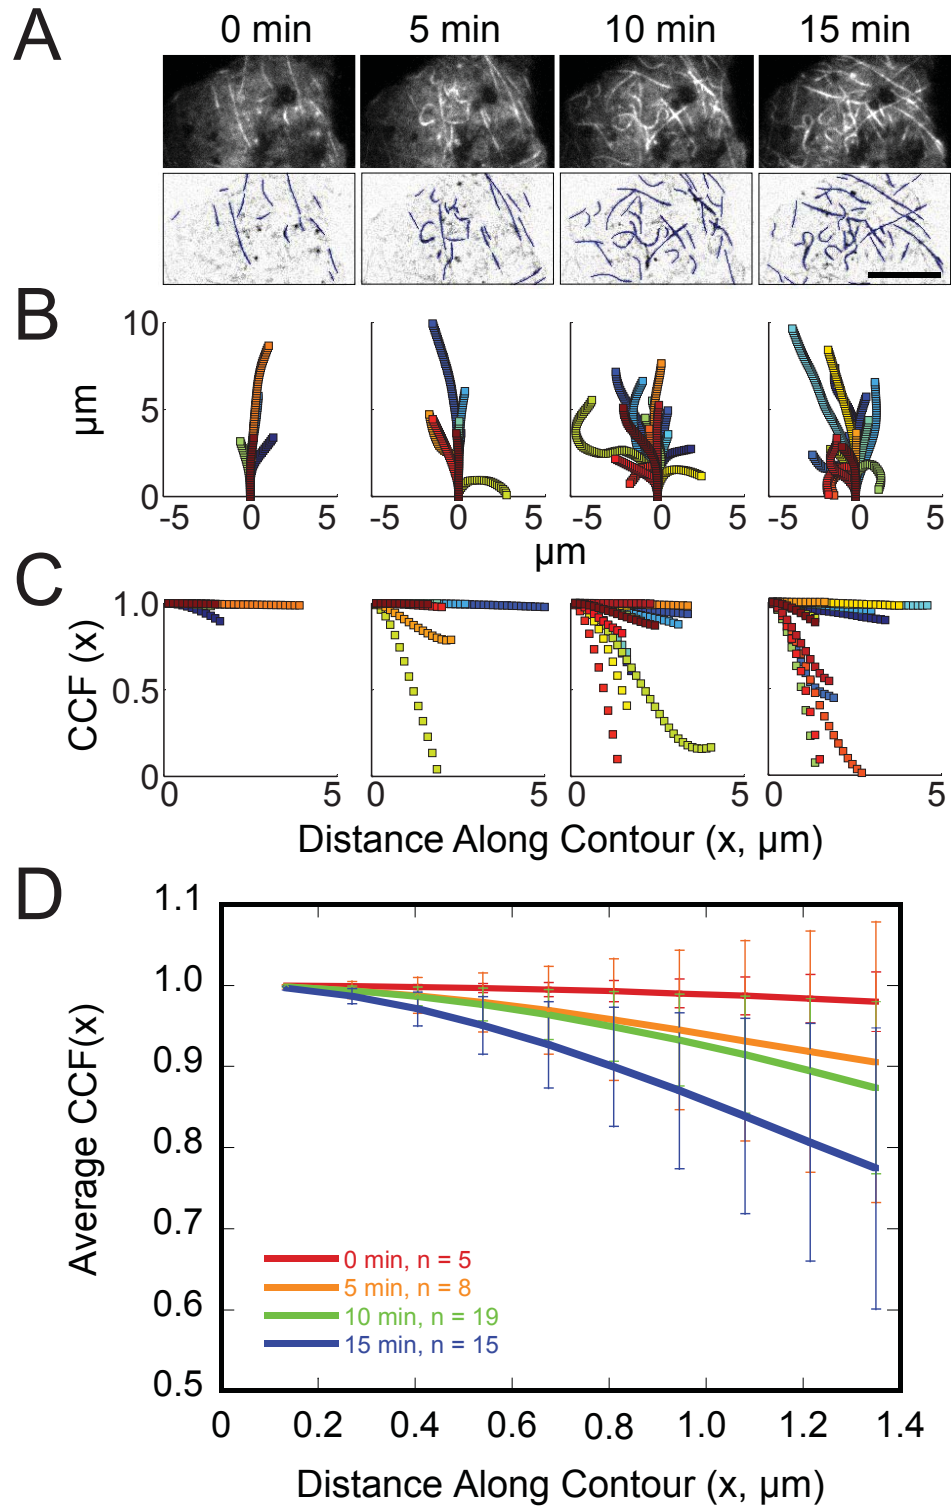 A
0 min 5 min 10 min 15 min
B
10
5
0
µm
-5 0 5 -5 0 5 -5 0 5 -5 0 5
µm
C
1.0
0.5
0
CCF (x)
0 5 0 5 0 5 0 5
Distance Along Contour (x, µm)
D
1.1
1.0
0.9
0.8
0.7
0.6
0.5
Average CCF(x)
0 min, n = 5
5 min, n = 8
10 min, n = 19
15 min, n = 15
0 0.2 0.4 0.6 0.8 1.0 1.2 1.4
Distance Along Contour (x, µm)